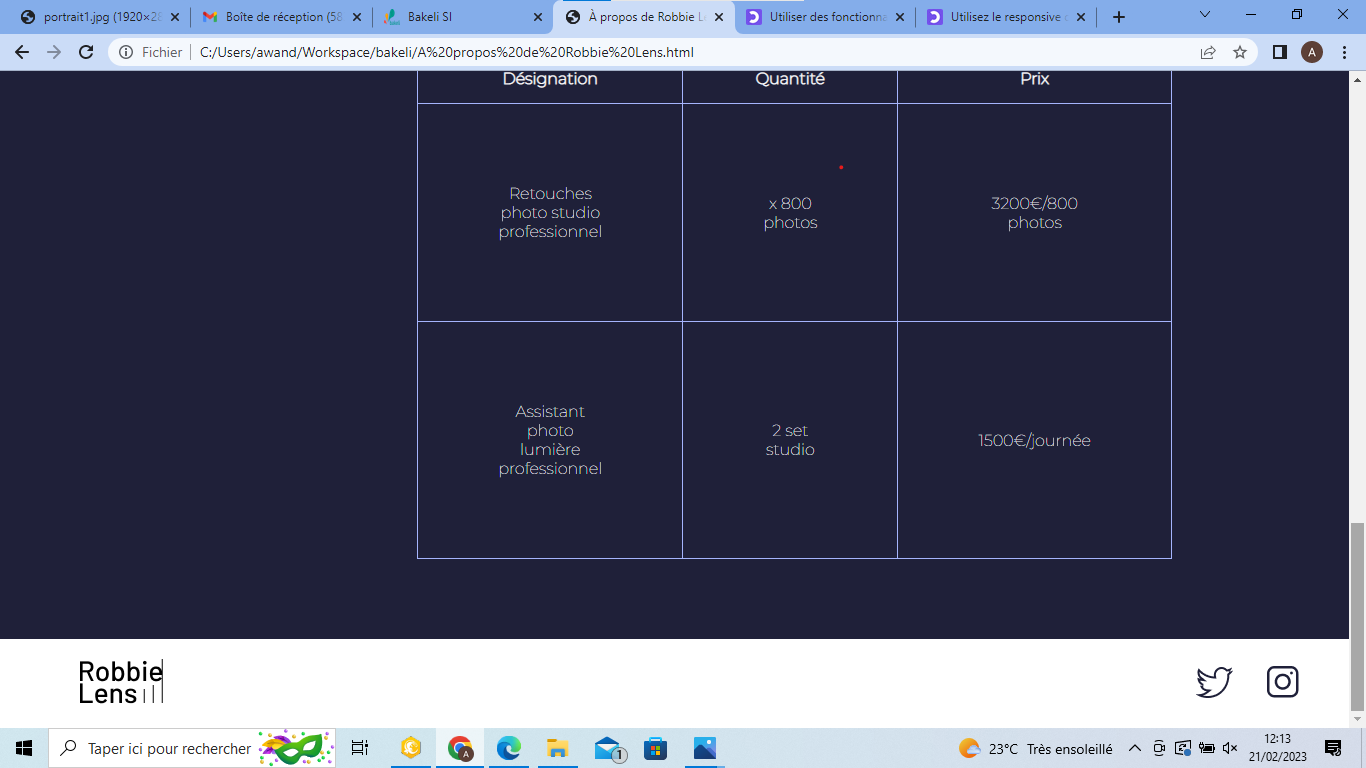 portrait1.jpg (1920×28
Boîte de réception (58
Bakeli SI
À propos de Robbie L
Utiliser des fonctionna
Utilisez le responsive
Fichier
C:/Users/awand/Workspace/bakeli/A%20propos%20de%20Robbie%20Lens.html
A
Désignation
Quantité
Prix
Retouches
photo studio
professionnel
x 800
photos
3200€/800
photos
Assistant
photo
lumière
professionnel
2 set
studio
1500€/journée
Robbie
Lens
Taper ici pour rechercher
A
1
23°C Très ensoleillé
12:13
21/02/2023